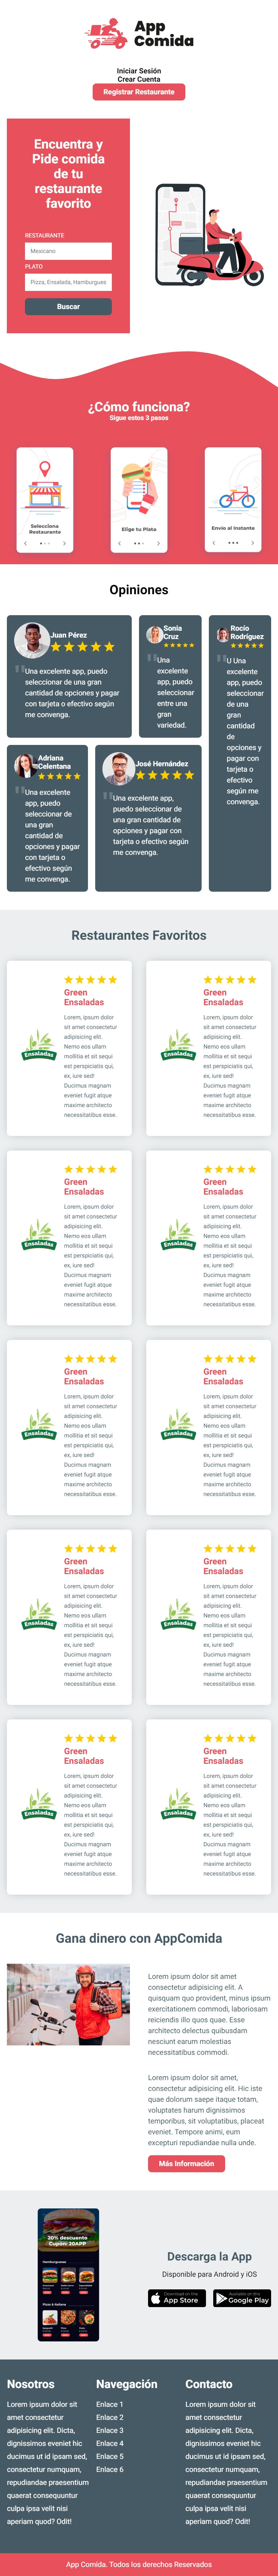 App
Comida
Iniciar Sesión
Crear Cuenta
Registrar Restaurante
Encuentra y
Pide comida
de tu
restaurante
favorito
RESTAURANTE
Mexicano
PLATO
Pizza, Ensalada, Hamburgues
Buscar
¿Cómo funciona?
Sigue estos 3 pasos
Selecciona
Restaurante
Elige tu Plato
Envío al Instante
Opiniones
Juan Pérez
Una excelente app, puedo
seleccionar de una gran
cantidad de opciones y pagar
con tarjeta o efectivo según
me convenga.
Sonia
Cruz
Una
excelente
app, puedo
seleccionar
entre una
gran
variedad.
Rocío
Rodríguez
U Una
excelente
app, puedo
seleccionar
de una
gran
cantidad
de
opciones y
pagar con
tarjeta o
efectivo
según me
convenga.
Adriana
Celentana
Una excelente
app, puedo
seleccionar de
una gran
cantidad de
opciones y pagar
con tarjeta o
efectivo según
me convenga.
José Hernández
Una excelente app,
puedo seleccionar de
una gran cantidad de
opciones y pagar con
tarjeta o efectivo según
me convenga.
Restaurantes Favoritos
Ensaladas
Green
Ensaladas
Lorem, ipsum dolor
sit amet consectetur
adipisicing elit.
Nemo eos ullam
mollitia et sit sequi
est perspiciatis qui,
ex, iure sed!
Ducimus magnam
eveniet fugit atque
maxime architecto
necessitatibus esse.
Ensaladas
Green
Ensaladas
Lorem, ipsum dolor
sit amet consectetur
adipisicing elit.
Nemo eos ullam
mollitia et sit sequi
est perspiciatis qui,
ex, iure sed!
Ducimus magnam
eveniet fugit atque
maxime architecto
necessitatibus esse.
Ensaladas
Green
Ensaladas
Lorem, ipsum dolor
sit amet consectetur
adipisicing elit.
Nemo eos ullam
mollitia et sit sequi
est perspiciatis qui,
ex, iure sed!
Ducimus magnam
eveniet fugit atque
maxime architecto
necessitatibus esse.
Ensaladas
Green
Ensaladas
Lorem, ipsum dolor
sit amet consectetur
adipisicing elit.
Nemo eos ullam
mollitia et sit sequi
est perspiciatis qui,
ex, iure sed!
Ducimus magnam
eveniet fugit atque
maxime architecto
necessitatibus esse.
Ensaladas
Green
Ensaladas
Lorem, ipsum dolor
sit amet consectetur
adipisicing elit.
Nemo eos ullam
mollitia et sit sequi
est perspiciatis qui,
ex, iure sed!
Ducimus magnam
eveniet fugit atque
maxime architecto
necessitatibus esse.
Ensaladas
Green
Ensaladas
Lorem, ipsum dolor
sit amet consectetur
adipisicing elit.
Nemo eos ullam
mollitia et sit sequi
est perspiciatis qui,
ex, iure sed!
Ducimus magnam
eveniet fugit atque
maxime architecto
necessitatibus esse.
Ensaladas
Green
Ensaladas
Lorem, ipsum dolor
sit amet consectetur
adipisicing elit.
Nemo eos ullam
mollitia et sit sequi
est perspiciatis qui,
ex, iure sed!
Ducimus magnam
eveniet fugit atque
maxime architecto
necessitatibus esse.
Ensaladas
Green
Ensaladas
Lorem, ipsum dolor
sit amet consectetur
adipisicing elit.
Nemo eos ullam
mollitia et sit sequi
est perspiciatis qui,
ex, iure sed!
Ducimus magnam
eveniet fugit atque
maxime architecto
necessitatibus esse.
Ensaladas
Green
Ensaladas
Lorem, ipsum dolor
sit amet consectetur
adipisicing elit.
Nemo eos ullam
mollitia et sit sequi
est perspiciatis qui,
ex, iure sed!
Ducimus magnam
eveniet fugit atque
maxime architecto
necessitatibus esse.
Ensaladas
Green
Ensaladas
Lorem, ipsum dolor
sit amet consectetur
adipisicing elit.
Nemo eos ullam
mollitia et sit sequi
est perspiciatis qui,
ex, iure sed!
Ducimus magnam
eveniet fugit atque
maxime architecto
necessitatibus esse.
Gana dinero con AppComida
Lorem ipsum dolor sit amet
consectetur adipisicing elit. A
quisquam quo provident, minus ipsum
exercitationem commodi, laboriosam
reiciendis illo quos quae. Esse
architecto delectus quibusdam
nesciunt earum molestias
necessitatibus commodi.
Lorem ipsum dolor sit amet,
consectetur adipisicing elit. Hic iste
quae dolorum saepe itaque totam,
voluptates harum dignissimos
temporibus, sit voluptatibus, placeat
eveniet. Tempore animi, eum
excepturi repudiandae nulla unde.
Más Información
20% descuento
Cupón: 20APP
Hamburguesas
Pizza & Italiana
Descarga la App
Disponible para Android y iOS
Download on the
App Store
Available on the
Google Play
Nosotros
Lorem ipsum dolor sit
amet consectetur
adipisicing elit. Dicta,
dignissimos eveniet hic
ducimus ut id ipsam sed,
consectetur numquam,
repudiandae praesentium
quaerat consequuntur
culpa ipsa velit nisi
aperiam quod? Odit!
Navegación
Enlace 1
Enlace 2
Enlace 3
Enlace 4
Enlace 5
Enlace 6
Contacto
Lorem ipsum dolor sit
amet consectetur
adipisicing elit. Dicta,
dignissimos eveniet hic
ducimus ut id ipsam sed,
consectetur numquam,
repudiandae praesentium
quaerat consequuntur
culpa ipsa velit nisi
aperiam quod? Odit!
App Comida. Todos los derechos Reservados